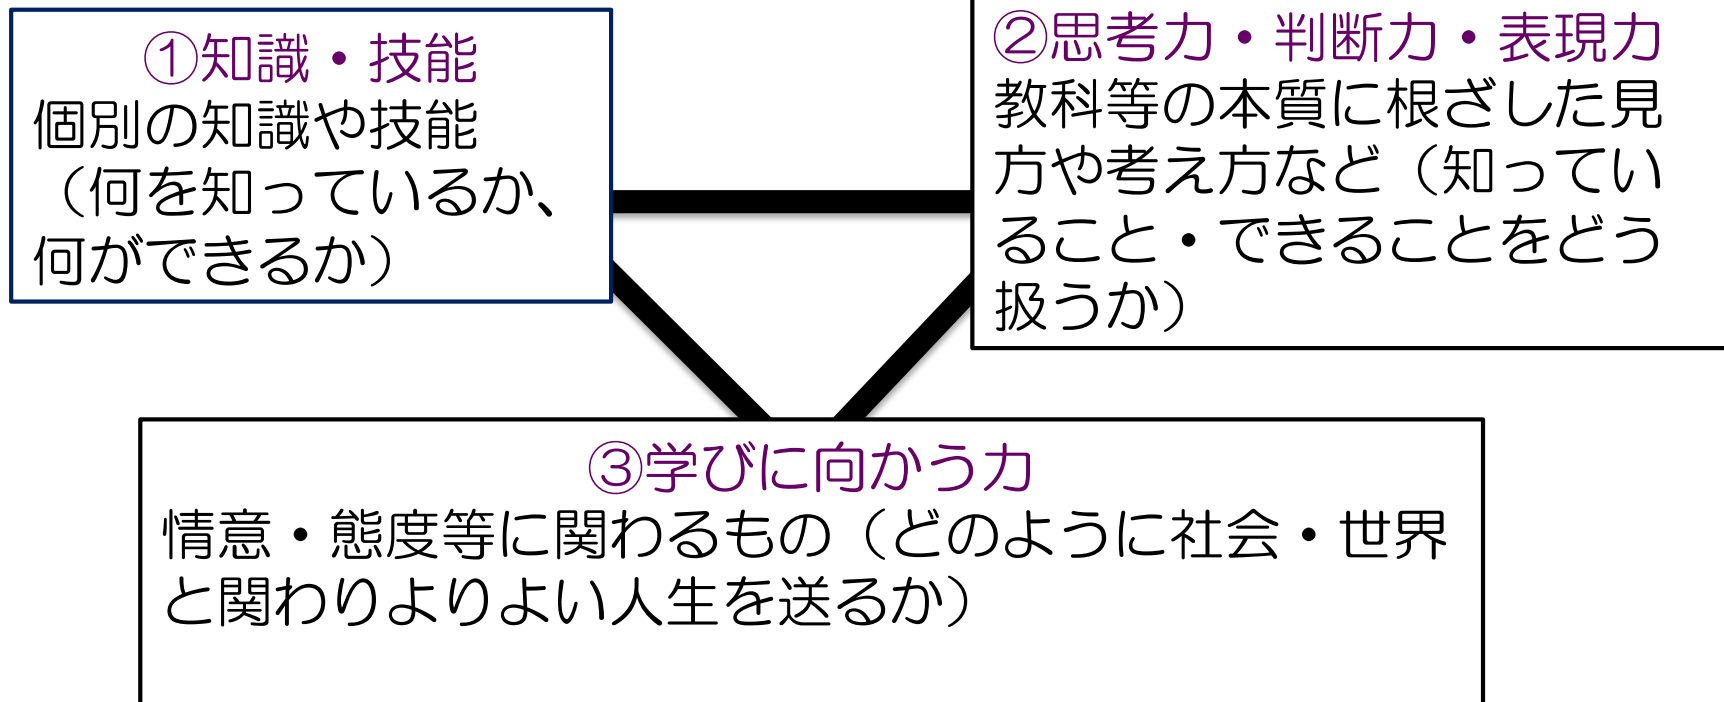 ①知識・技能
個別の知識や技能
（何を知っているか、
何ができるか）
②思考力・判断力・表現力
教科等の本質に根ざした見
方や考え方など（知ってい
ること・できることをどう
扱うか）
③学びに向かう力
情意・態度等に関わるもの（どのように社会・世界
と関わりよりよい人生を送るか）